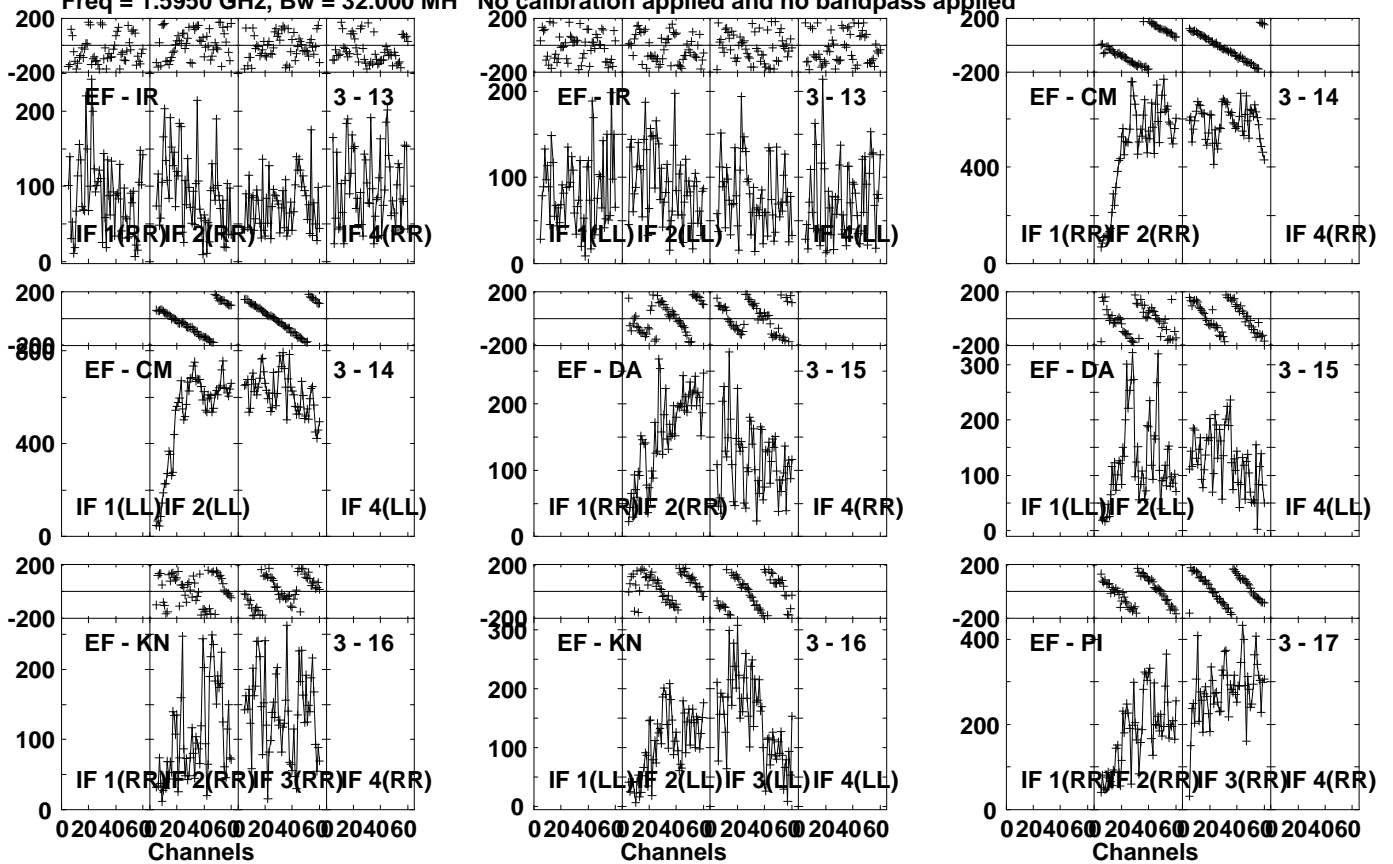 Freq = 1.5950 GHz, Bw = 32.000 MH No calibration applied and no bandpass applied
200
-200
EF - IR 3 - 13
200
100
0
IF 1(RR) IF 2(RR) IF 4(RR)
200
-200
EF - IR 3 - 13
200
100
0
IF 1(LL) IF 2(LL) IF 4(LL)
200
-200
EF - CM 3 - 14
400
0
IF 1(RR) IF 2(RR) IF 4(RR)
200
-200
800
EF - CM 3 - 14
400
0
IF 1(LL) IF 2(LL) IF 4(LL)
200
-200
EF - DA 3 - 15
200
100
0
IF 1(RR) IF 2(RR) IF 4(RR)
200
-200
300
EF - DA 3 - 15
200
100
0
IF 1(LL) IF 2(LL) IF 4(LL)
200
-200
EF - KN 3 - 16
200
100
0
IF 1(RR) IF 2(RR) IF 3(RR) IF 4(RR)
200
-200
300
EF - KN 3 - 16
200
100
0
IF 1(LL) IF 2(LL) IF 3(LL) IF 4(LL)
200
-200
400
EF - PI 3 - 17
200
0
IF 1(RR) IF 2(RR) IF 3(RR) IF 4(RR)
0 20 40 60 0 20 40 60 0 20 40 60 0 20 40 60
Channels
0 20 40 60 0 20 40 60 0 20 40 60 0 20 40 60
Channels
0 20 40 60 0 20 40 60 0 20 40 60 0 20 40 60
Channels